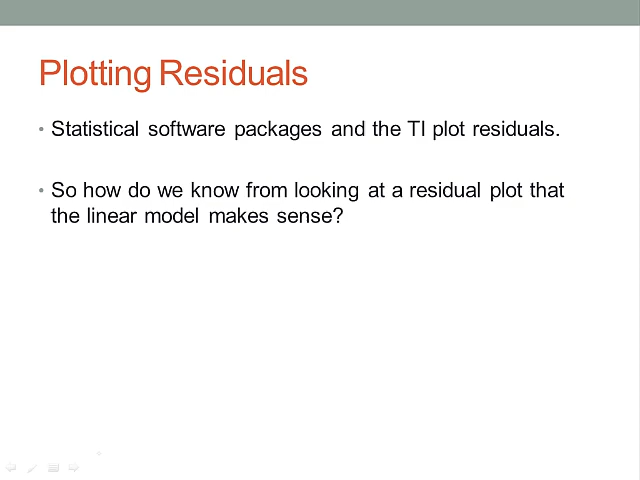 Plotting Residuals
• Statistical software packages and the TI plot residuals.
• So how do we know from looking at a residual plot that
the linear model makes sense?